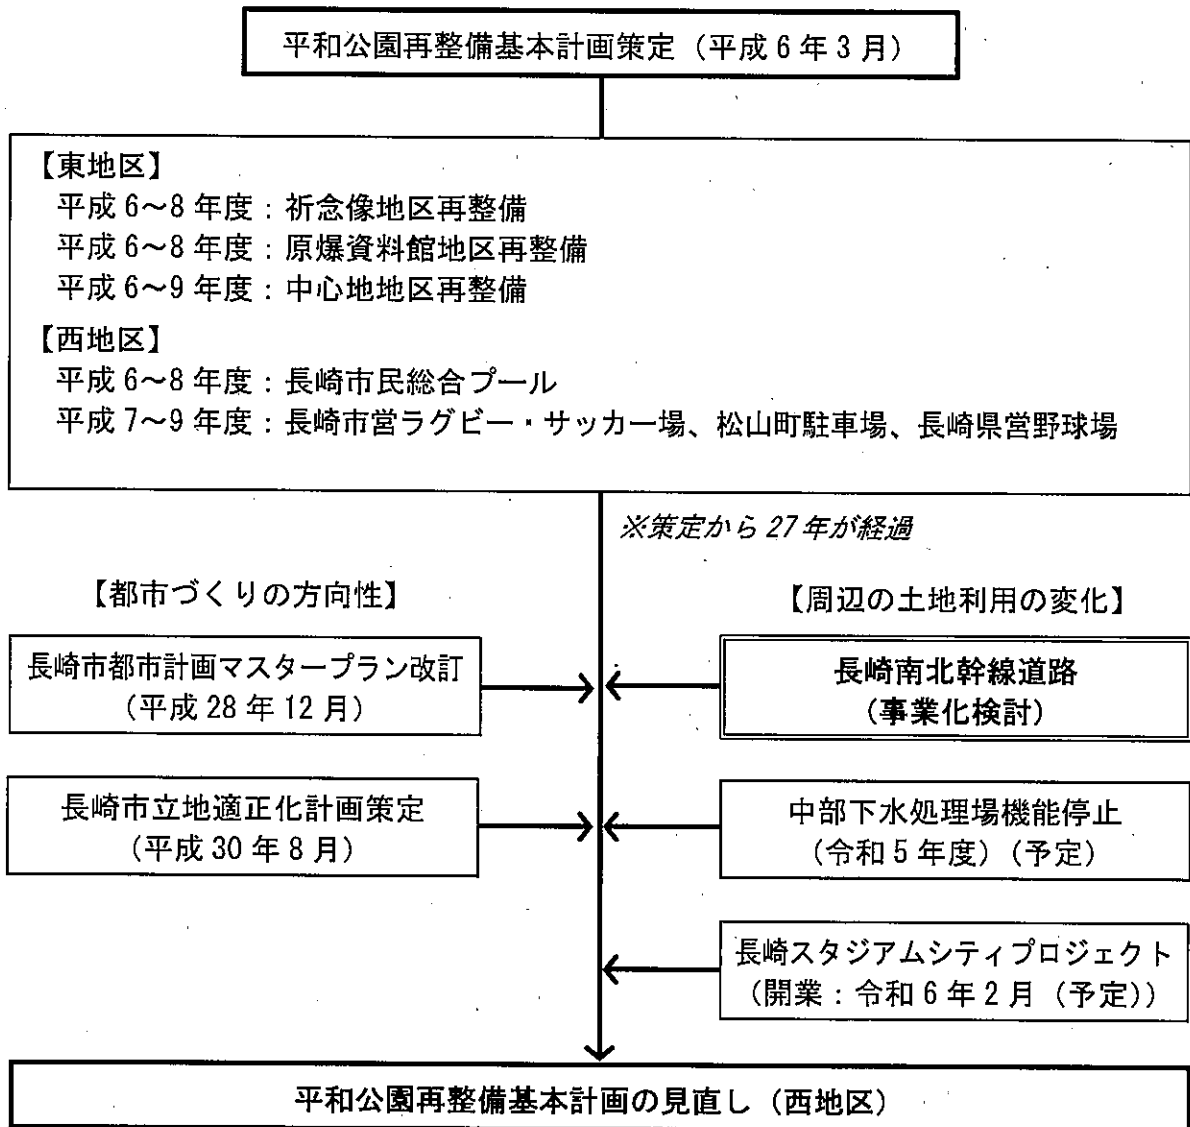 平和公園再整備基本計画策定（平成６年３月）
【東地区】
平成 6～8 年度：祈念像地区再整備
平成 6～8 年度：原爆資料館地区再整備
平成 6～9 年度：中心地地区再整備
【西地区】
平成 6～8 年度：長崎市民総合プール
平成 7～9 年度：長崎市営ラグビー・サッカー場、松山町駐車場、長崎県営野球場
※策定から 27 年が経過
【都市づくりの方向性】
長崎市都市計画マスタープラン改訂
（平成 28 年 12 月）
長崎市立地適正化計画策定
（平成 30 年 8 月）
【周辺の土地利用の変化】
長崎南北幹線道路
（事業化検討）
中部下水処理場機能停止
（令和５年度）（予定）
長崎スタジアムシティプロジェクト
（開業：令和６年２月（予定））
平和公園再整備基本計画の見直し（西地区）